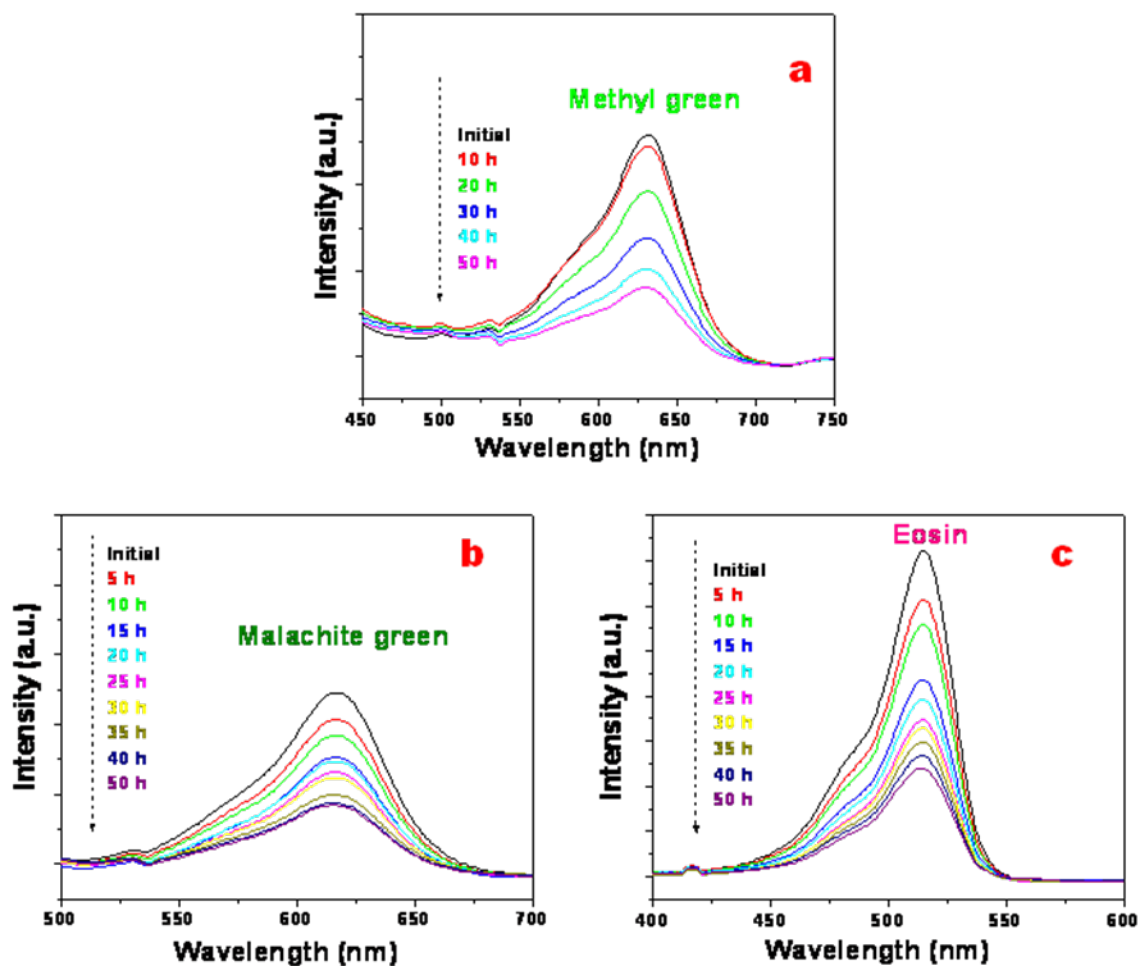 a
Methyl green
Intensity (a.u.)
Initial
10 h
20 h
30 h
40 h
50 h
450 500 550 600 650 700 750
Wavelength (nm)
b
Malachite green
Intensity (a.u.)
Initial
5 h
10 h
15 h
20 h
25 h
30 h
35 h
40 h
50 h
500 550 600 650 700
Wavelength (nm)
c
Eosin
Intensity (a.u.)
Initial
5 h
10 h
15 h
20 h
25 h
30 h
35 h
40 h
50 h
400 450 500 550 600
Wavelength (nm)